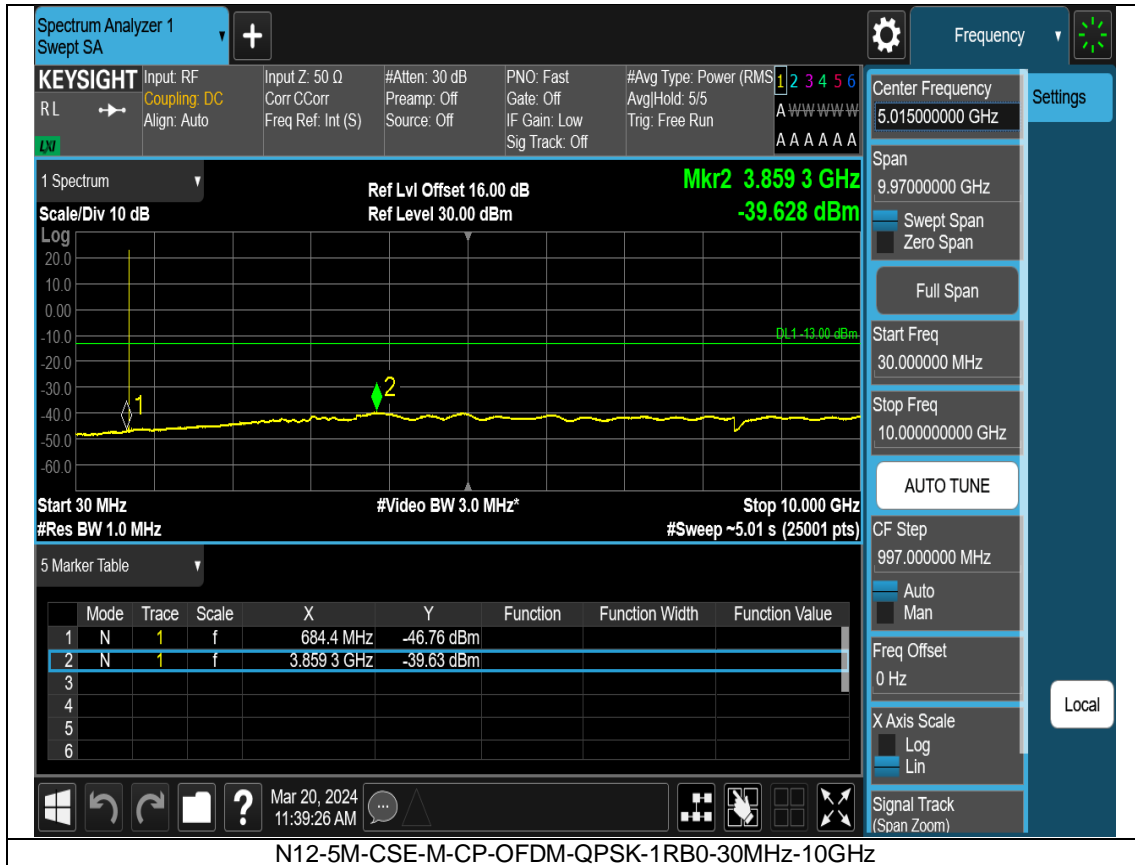 Spectrum Analyzer 1
Swept SA
+
Frequency
KEYSIGHT
R L
LXI
Input: RF
Coupling: DC
Align: Auto
Input Z: 50 Ω
Corr CCorr
Freq Ref: Int (S)
#Atten: 30 dB
Preamp: Off
Source: Off
PNO: Fast
Gate: Off
IF Gain: Low
Sig Track: Off
#Avg Type: Power (RMS
Avg|Hold: 5/5
Trig: Free Run
1 2 3 4 5 6
A W W W W W
A A A A A A
1 Spectrum
Scale/Div 10 dB
Ref Lvl Offset 16.00 dB
Ref Level 30.00 dBm
Mkr2 3.859 3 GHz
-39.628 dBm
Log
20.0
10.0
0.00
-10.0
-20.0
-30.0
-40.0
-50.0
-60.0
DL1 -13.00 dBm
1
2
Start 30 MHz
#Res BW 1.0 MHz
#Video BW 3.0 MHz*
Stop 10.000 GHz
#Sweep ~5.01 s (25001 pts)
5 Marker Table
Mode Trace Scale X Y Function Function Width Function Value
1 N 1 f 684.4 MHz -46.76 dBm
2 N 1 f 3.859 3 GHz -39.63 dBm
3
4
5
6
?
Mar 20, 2024
11:39:26 AM
Center Frequency
5.015000000 GHz
Settings
Span
9.97000000 GHz
Swept Span
Zero Span
Full Span
Start Freq
30.000000 MHz
Stop Freq
10.000000000 GHz
AUTO TUNE
CF Step
997.000000 MHz
Auto
Man
Freq Offset
0 Hz
Local
X Axis Scale
Log
Lin
Signal Track
(Span Zoom)
N12-5M-CSE-M-CP-OFDM-QPSK-1RB0-30MHz-10GHz